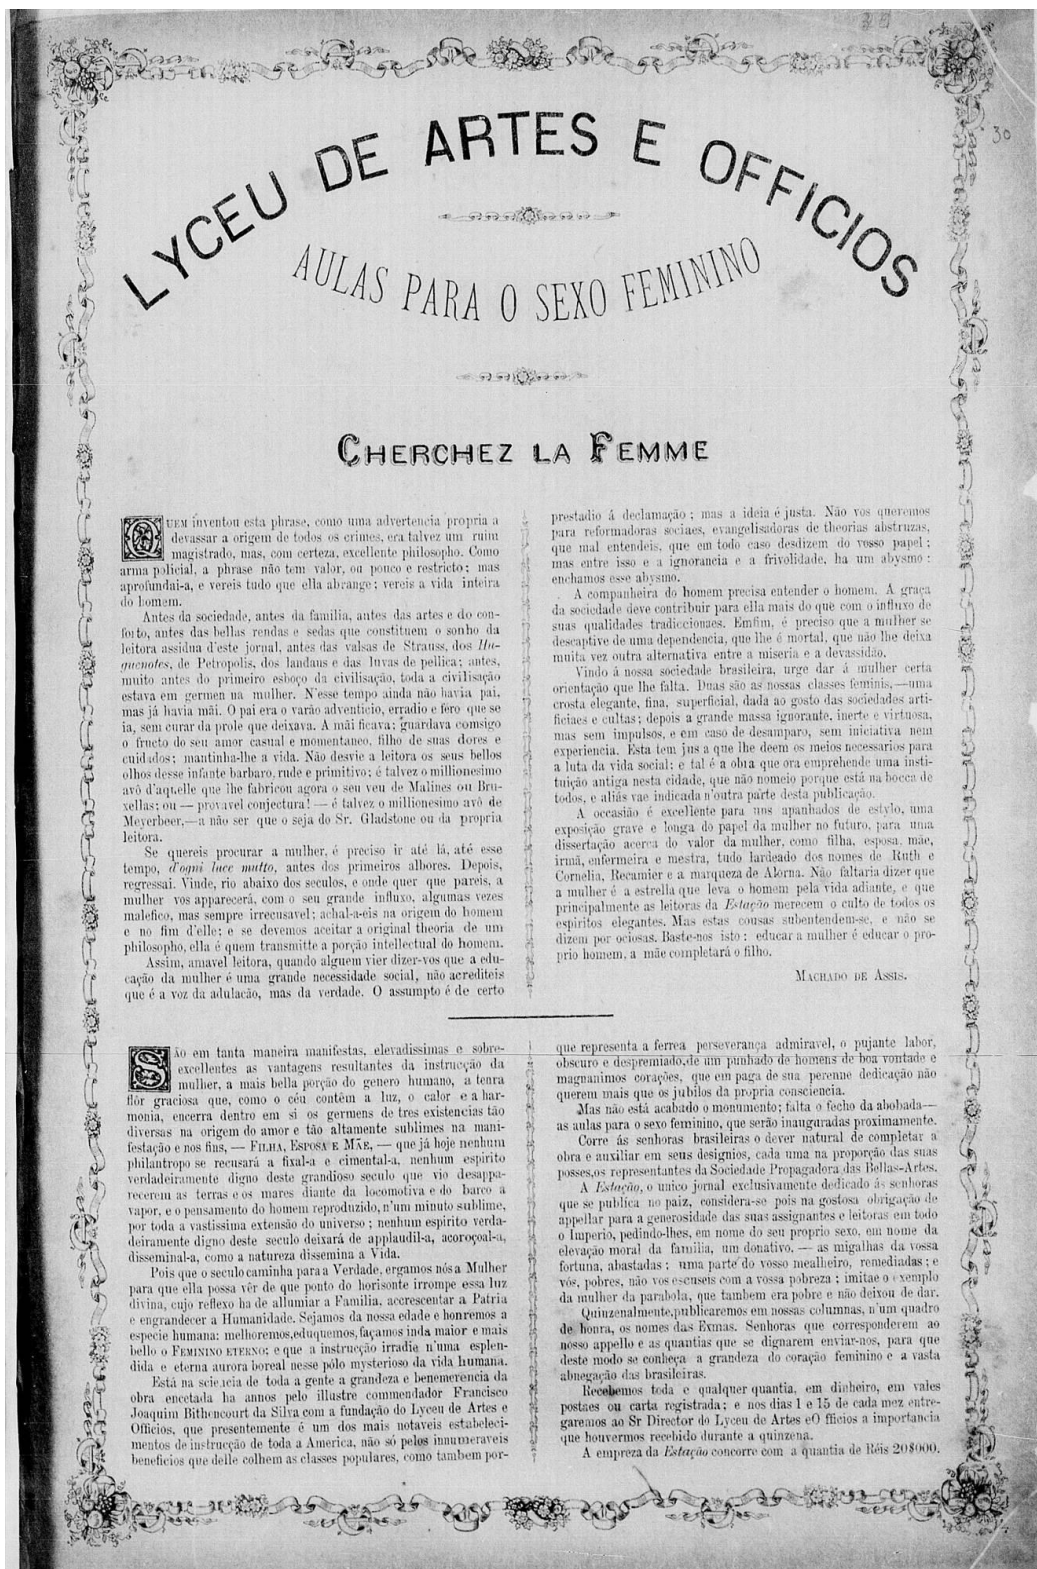 30
LYCEU DE ARTES E OFFICIOS
AULAS PARA O SEXO FEMININO
CHERCHEZ LA FEMME
QUEM inventou esta phrase, como uma advertencia propria a
devassar a origem de todos os crimes, era talvez um ruim
magistrado, mas, com certeza, excellente philosopho. Como
arma policial, a phrase não tem valor, ou pouco e restricto; mas
aprofundai-a, e vereis tudo que ella abrange; vereis a vida inteira
do homem.
Antes da sociedade, antes da familia, antes das artes e do con-
forto, antes das bellas rendas e sedas que constituem o sonho da
leitora assidua d'este jornal, antes das valsas de Strauss, dos Hu-
guenotes, de Petropolis, dos landaus e das luvas de pellica; antes,
muito antes do primeiro esboço da civilisação, toda a civilisação
estava em germen na mulher. N'esse tempo ainda não havia pai,
mas já havia mãi. O pai era o varão adventicio, erradio e fero que se
ia, sem curar da prole que deixava. A mãi ficava; guardava comsigo
o fructo do seu amor casual e momentaneo, filho de suas dores e
cuidados; mantinha-lhe a vida. Não desvie a leitora os seus bellos
olhos desse infante barbaro, rude e primitivo; é talvez o millionesimo
avô d'aquelle que lhe fabricou agora o seu veu de Malines ou Bru-
xellas; ou — provavel conjectura! — é talvez o millionesimo avô de
Meyerbeer,—a não ser que o seja do Sr. Gladstone ou da propria
leitora.
Se quereis procurar a mulher, é preciso ir até lá, até esse
tempo, d'ogni luce mutto, antes dos primeiros albores. Depois,
regressai. Vinde, rio abaixo dos seculos, e onde quer que pareis, a
mulher vos apparecerá, com o seu grande influxo, algumas vezes
malefico, mas sempre irrecusavel; achal-a-eis na origem do homem
e no fim d'elle; e se devemos aceitar a original theoria de um
philosopho, ella é quem transmitte a porção intellectual do homem.
Assim, amavel leitora, quando alguem vier dizer-vos que a edu-
cação da mulher é uma grande necessidade social, não acrediteis
que é a voz da adulacão, mas da verdade. O assumpto é de certo
prestadio á declamação; mas a ideia é justa. Não vos queremos
para reformadoras sociaes, evangelisadoras de theorias abstruzas,
que mal entendeis, que em todo caso desdizem do vosso papel;
mas entre isso e a ignorancia e a frivolidade, ha um abysmo:
enchamos esse abysmo.
A companheira do homem precisa entender o homem. A graça
da sociedade deve contribuir para ella mais do que com o influxo de
suas qualidades tradiccionaes. Emfim, é preciso que a mulher se
descaptive de uma dependencia, que lhe é mortal, que não lhe deixa
muita vez outra alternativa entre a miseria e a devassidão.
Vindo á nossa sociedade brasileira, urge dar á mulher certa
orientação que lhe falta. Duas são as nossas classes feminis,—uma
crosta elegante, fina, superficial, dada ao gosto das sociedades arti-
ficiaes e cultas; depois a grande massa ignorante, inerte e virtuosa,
mas sem impulsos, e em caso de desamparo, sem iniciativa nem
experiencia. Esta tem jus a que lhe deem os meios necessarios para
a luta da vida social; e tal é a obra que ora emprehende uma insti-
tuição antiga nesta cidade, que não nomeio porque está na bocca de
todos, e aliás vae indicada n'outra parte desta publicação.
A occasião é excellente para uns apanhados de estylo, uma
exposição grave e longa do papel da mulher no futuro, para uma
dissertação acerca do valor da mulher, como filha, esposa, mãe,
irmã, enfermeira e mestra, tudo lardeado dos nomes de Ruth e
Cornelia, Recamier e a marqueza de Alorna. Não faltaria dizer que
a mulher é a estrella que leva o homem pela vida adiante, e que
principalmente as leitoras da Estação merecem o culto de todos os
espiritos elegantes. Mas estas cousas subentendem-se, e não se
dizem por ociosas. Baste-nos isto: educar a mulher é educar o pro-
prio homem, a mãe completará o filho.
MACHADO DE ASSIS.
SÃO em tanta maneira manifestas, elevadissimas e sobre-
excellentes as vantagens resultantes da instrucção da
mulher, a mais bella porção do genero humano, a tenra
flôr graciosa que, como o céu contêm a luz, o calor e a har-
monia, encerra dentro em si os germens de tres existencias tão
diversas na origem do amor e tão altamente sublimes na mani-
festação e nos fins, — FILHA, ESPOSA E MÃE, — que já hoje nenhum
philantropo se recusará a fixal-a e cimental-a, nenhum espirito
verdadeiramente digno deste grandioso seculo que vio desappa-
recerem as terras e os mares diante da locomotiva e do barco a
vapor, e o pensamento do homem reproduzido, n'um minuto sublime,
por toda a vastissima extensão do universo; nenhum espirito verda-
deiramente digno deste seculo deixará de applaudil-a, acoroçoal-a,
disseminal-a, como a natureza dissemina a Vida.
Pois que o seculo caminha para a Verdade, ergamos nós a Mulher
para que ella possa vêr de que ponto do horisonte irrompe essa luz
divina, cujo reflexo ha de allumiar a Familia, accrescentar a Patria
e engrandecer a Humanidade. Sejamos da nossa edade e honremos a
especie humana: melhoremos,eduquemos,façamos inda maior e mais
bello o FEMININO ETERNO; e que a instrucção irradie n'uma esplen-
dida e eterna aurora boreal nesse pólo mysterioso da vida humana.
Está na sciencia de toda a gente a grandeza e benemerencia da
obra encetada ha annos pelo illustre commendador Francisco
Joaquim Bithencourt da Silva com a fundação do Lyceu de Artes e
Officios, que presentemente é um dos mais notaveis estabeleci-
mentos de instrucção de toda a America, não só pelos innumeraveis
beneficios que delle colhem as classes populares, como tambem por-
que representa a ferrea perseverança admiravel, o pujante labor,
obscuro e despremiado,de um punhado de homens de boa vontade e
magnanimos corações, que em paga de sua perenne dedicação não
querem mais que os jubilos da propria consciencia.
Mas não está acabado o monumento; falta o fecho da abobada—
as aulas para o sexo feminino, que serão inauguradas proximamente.
Corre ás senhoras brasileiras o dever natural de completar a
obra e auxiliar em seus designios, cada uma na proporção das suas
posses,os representantes da Sociedade Propagadora das Bellas-Artes.
A Estação, o unico jornal exclusivamente dedicado ás senhoras
que se publica no paiz, considera-se pois na gostosa obrigação de
appellar para a generosidade das suas assignantes e leitoras em todo
o Imperio, pedindo-lhes, em nome do seu proprio sexo, em nome da
elevação moral da familia, um donativo, — as migalhas da vossa
fortuna, abastadas; uma parte do vosso mealheiro, remediadas; e
vós, pobres, não vos escuseis com a vossa pobreza; imitae o exemplo
da mulher da parabola, que tambem era pobre e não deixou de dar.
Quinzenalmente,publicaremos em nossas columnas, n'um quadro
de honra, os nomes das Exmas. Senhoras que corresponderem ao
nosso appello e as quantias que se dignarem enviar-nos, para que
deste modo se conheça a grandeza do coração feminino e a vasta
abnegação das brasileiras.
Recebemos toda e qualquer quantia, em dinheiro, em vales
postaes ou carta registrada; e nos dias 1 e 15 de cada mez entre-
garemos ao Sr Director do Lyceu de Artes eO fficios a importancia
que houvermos recebido durante a quinzena.
A empreza da Estação concorre com a quantia de Réis 20$000.